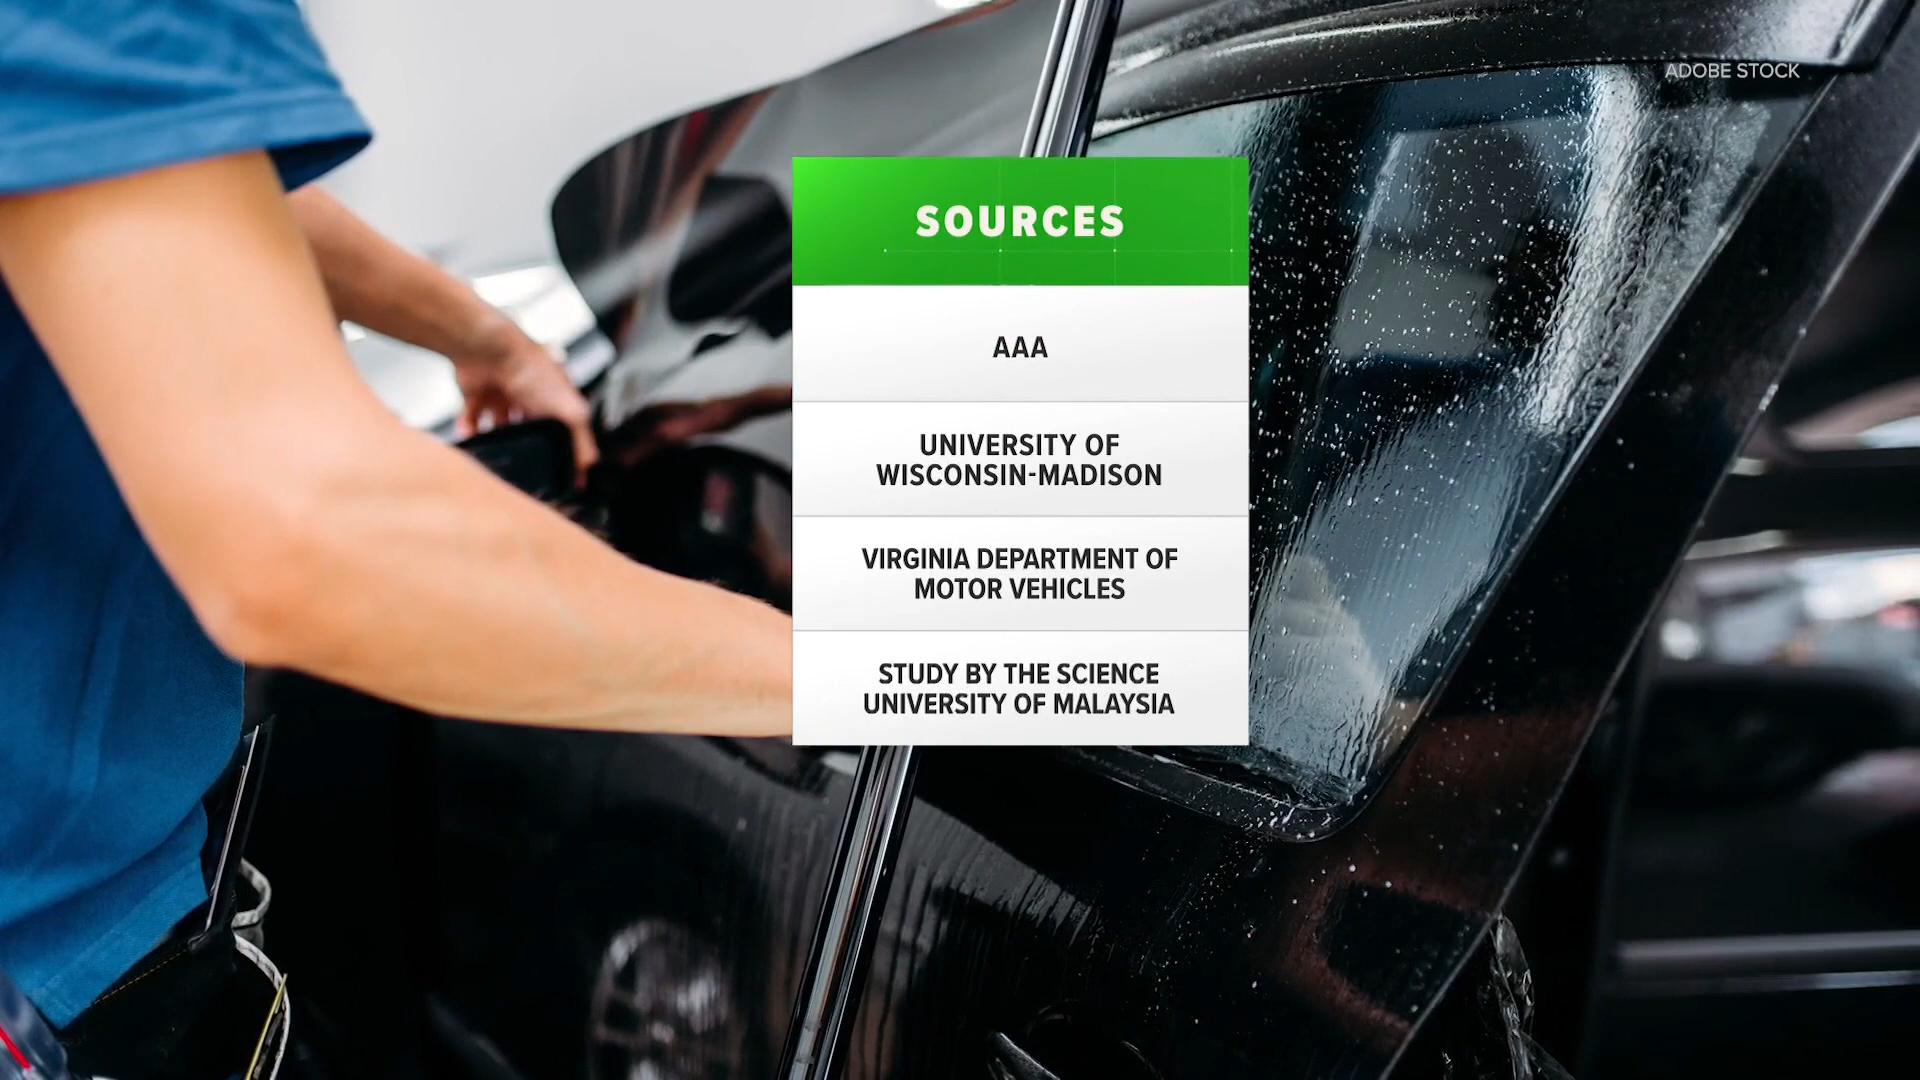 ADOBE STOCK
SOURCES
AAA
UNIVERSITY OF
WISCONSIN-MADISON
VIRGINIA DEPARTMENT OF
MOTOR VEHICLES
STUDY BY THE SCIENCE
UNIVERSITY OF MALAYSIA